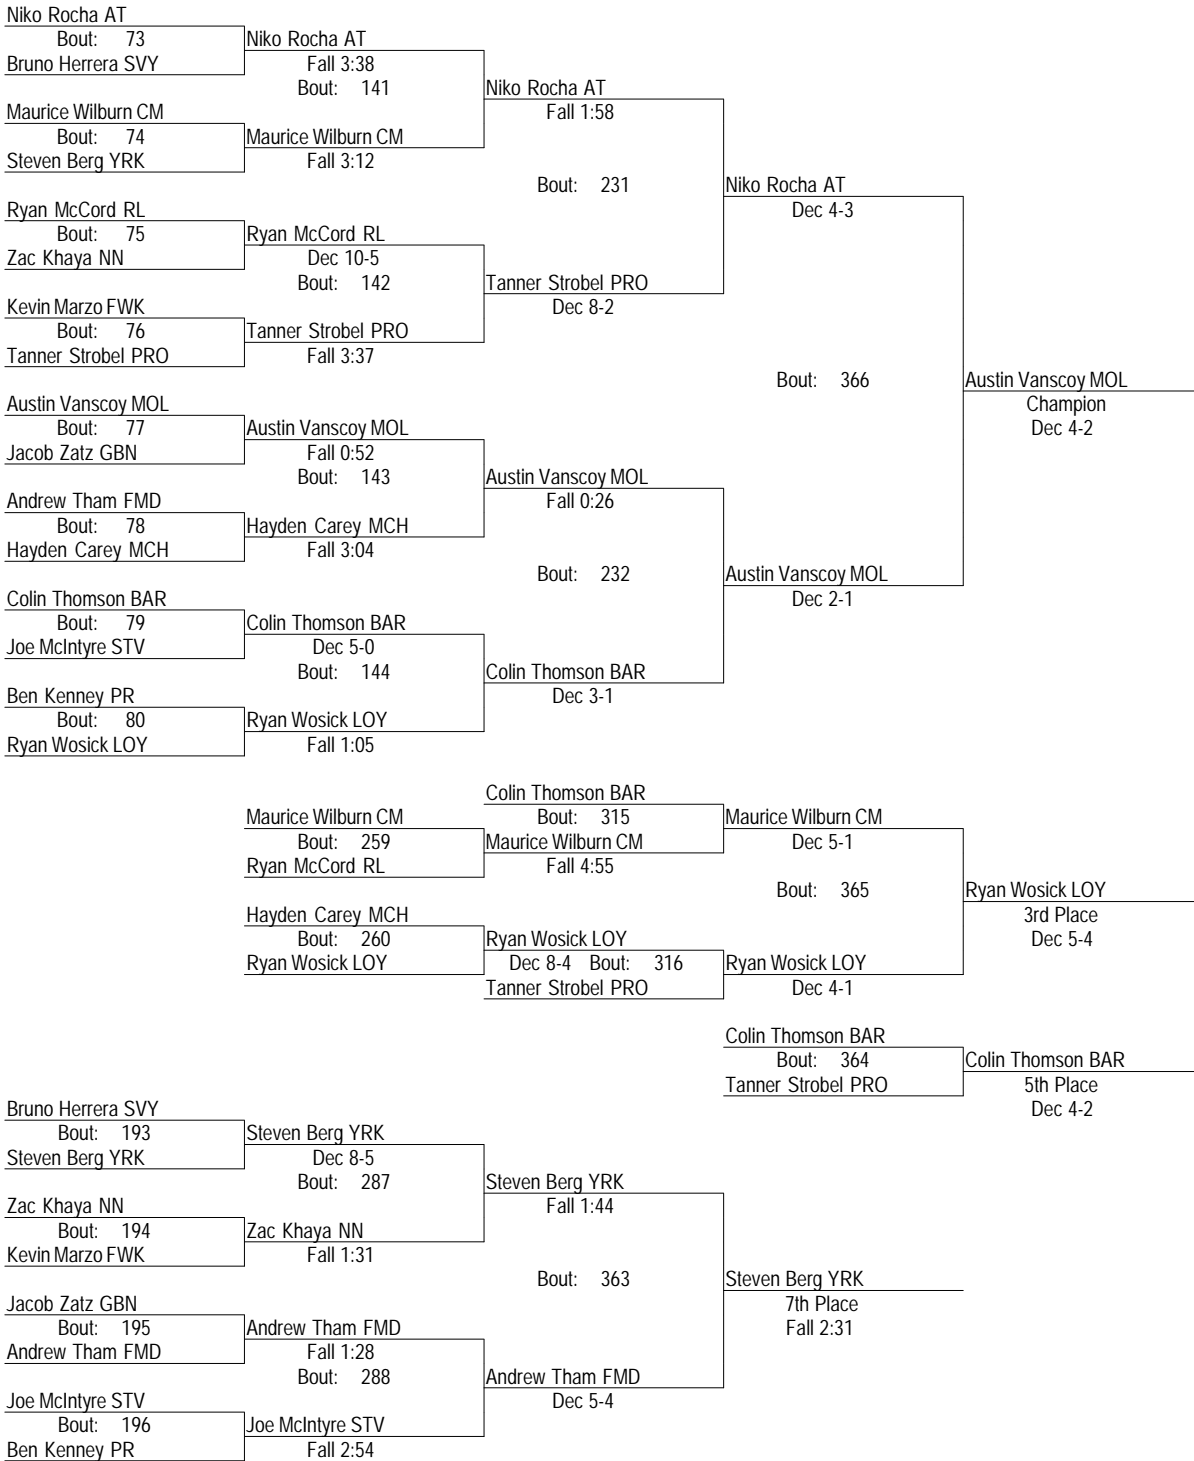 Niko Rocha AT
Bout: 73
Bruno Herrera SVY
Maurice Wilburn CM
Bout: 74
Steven Berg YRK
Ryan McCord RL
Bout: 75
Zac Khaya NN
Kevin Marzo FWK
Bout: 76
Tanner Strobel PRO
Austin Vanscoy MOL
Bout: 77
Jacob Zatz GBN
Andrew Tham FMD
Bout: 78
Hayden Carey MCH
Colin Thomson BAR
Bout: 79
Joe McIntyre STV
Ben Kenney PR
Bout: 80
Ryan Wosick LOY
Niko Rocha AT
Fall 3:38
Bout: 141
Maurice Wilburn CM
Fall 3:12
Ryan McCord RL
Dec 10-5
Bout: 142
Tanner Strobel PRO
Fall 3:37
Austin Vanscoy MOL
Fall 0:52
Bout: 143
Hayden Carey MCH
Fall 3:04
Colin Thomson BAR
Dec 5-0
Bout: 144
Ryan Wosick LOY
Fall 1:05
Niko Rocha AT
Fall 1:58
Bout: 231
Tanner Strobel PRO
Dec 8-2
Austin Vanscoy MOL
Fall 0:26
Bout: 232
Colin Thomson BAR
Dec 3-1
Niko Rocha AT
Dec 4-3
Bout: 366
Austin Vanscoy MOL
Dec 2-1
Austin Vanscoy MOL
Champion
Dec 4-2
Maurice Wilburn CM
Bout: 259
Ryan McCord RL
Hayden Carey MCH
Bout: 260
Ryan Wosick LOY
Colin Thomson BAR
Bout: 315
Maurice Wilburn CM
Fall 4:55
Ryan Wosick LOY
Dec 8-4 Bout: 316
Tanner Strobel PRO
Maurice Wilburn CM
Dec 5-1
Bout: 365
Ryan Wosick LOY
Dec 4-1
Ryan Wosick LOY
3rd Place
Dec 5-4
Colin Thomson BAR
Bout: 364
Tanner Strobel PRO
Colin Thomson BAR
5th Place
Dec 4-2
Bruno Herrera SVY
Bout: 193
Steven Berg YRK
Zac Khaya NN
Bout: 194
Kevin Marzo FWK
Jacob Zatz GBN
Bout: 195
Andrew Tham FMD
Joe McIntyre STV
Bout: 196
Ben Kenney PR
Steven Berg YRK
Dec 8-5
Bout: 287
Zac Khaya NN
Fall 1:31
Andrew Tham FMD
Fall 1:28
Bout: 288
Joe McIntyre STV
Fall 2:54
Steven Berg YRK
Fall 1:44
Bout: 363
Andrew Tham FMD
Dec 5-4
Steven Berg YRK
7th Place
Fall 2:31